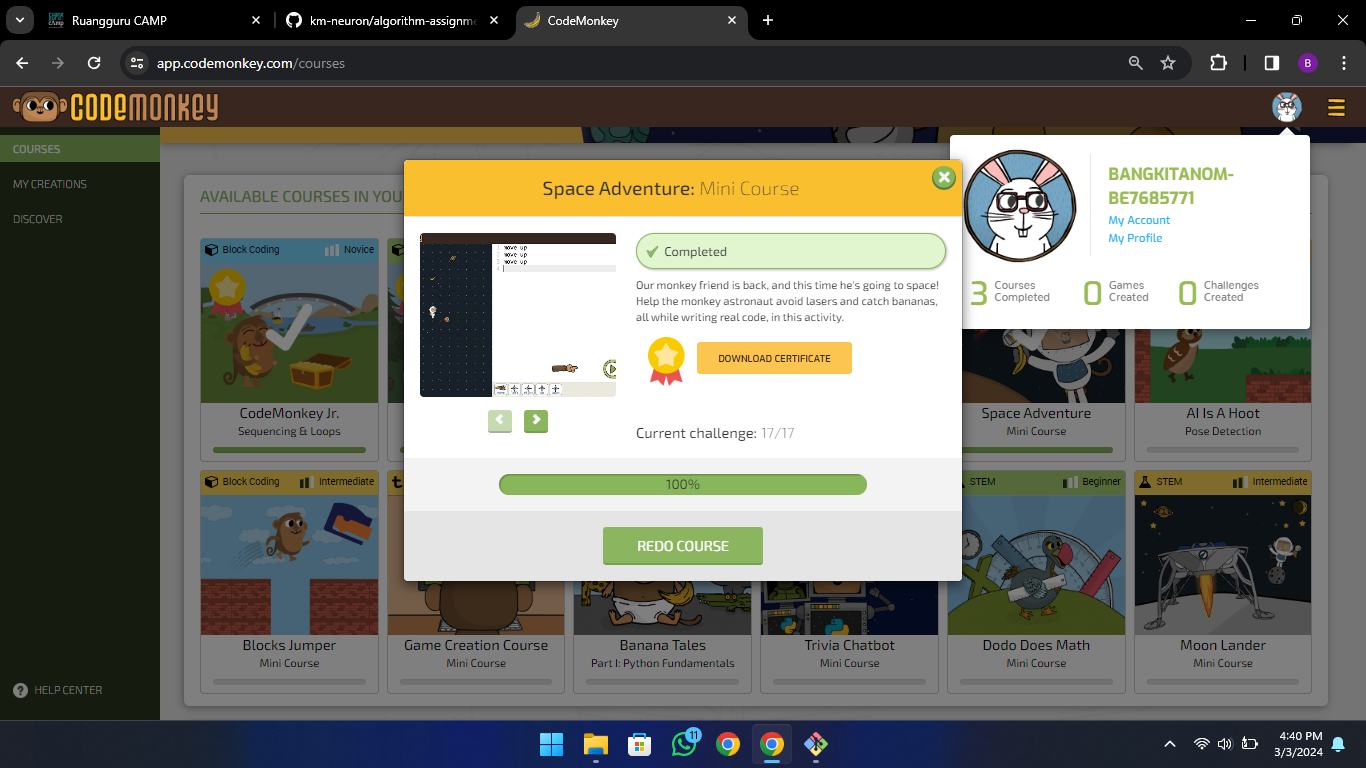 Ruangguru CAMP
km-neuron/algorithm-assignme
CodeMonkey
app.codemonkey.com/courses
B
CODEMONKEY
COURSES
MY CREATIONS
DISCOVER
HELP CENTER
AVAILABLE COURSES IN YOU
BANGKITANOM-
BE7685771
My Account
My Profile
3 Courses Completed
0 Games Created
0 Challenges Created
Space Adventure: Mini Course
move up
move up
move up
Completed
Our monkey friend is back, and this time he's going to space!
Help the monkey astronaut avoid lasers and catch bananas,
all while writing real code, in this activity.
DOWNLOAD CERTIFICATE
Current challenge: 17/17
100%
REDO COURSE
Block Coding Novice
CodeMonkey Jr.
Sequencing & Loops
Space Adventure
Mini Course
AI Is A Hoot
Pose Detection
Block Coding Intermediate
Blocks Jumper
Mini Course
Game Creation Course
Mini Course
Banana Tales
Part I: Python Fundamentals
Trivia Chatbot
Mini Course
STEM Beginner
Dodo Does Math
Mini Course
STEM Intermediate
Moon Lander
Mini Course
11
4:40 PM
3/3/2024